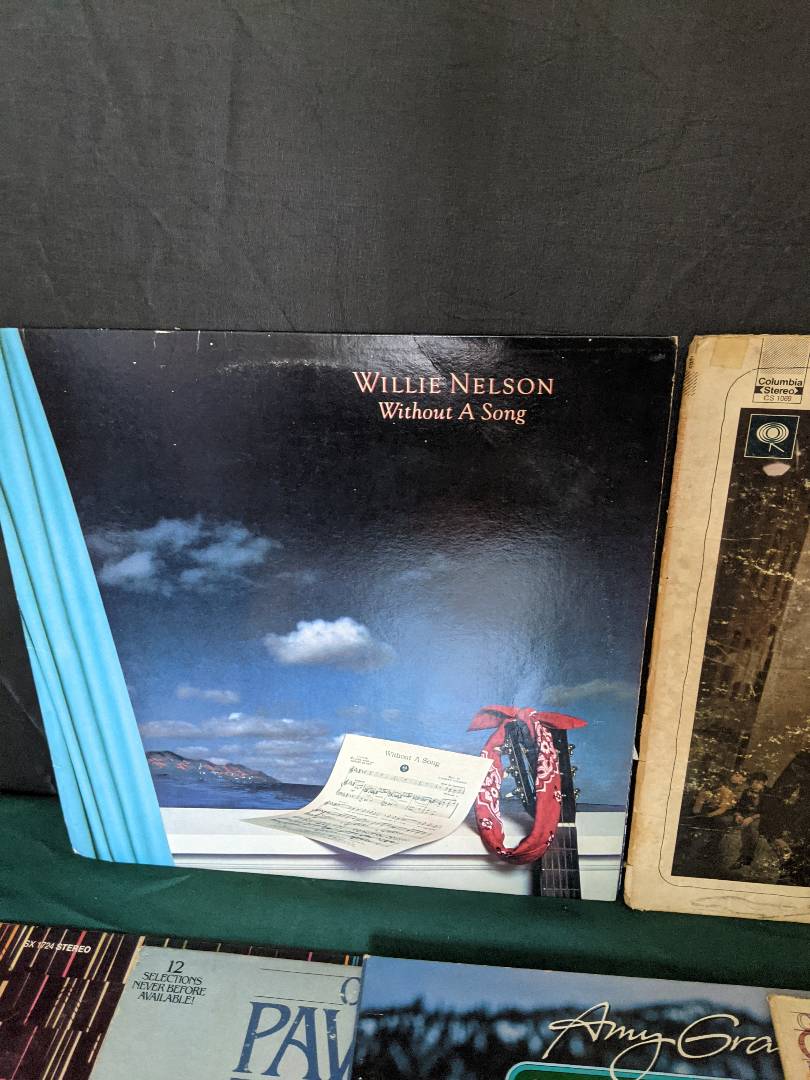 WILLIE NELSON
Without A Song
Columbia
Stereo
CS 1066
Without A Song
SX 1724 STEREO
12
SELECTIONS
NEVER BEFORE
AVAILABLE!
PAV
Amy Gra